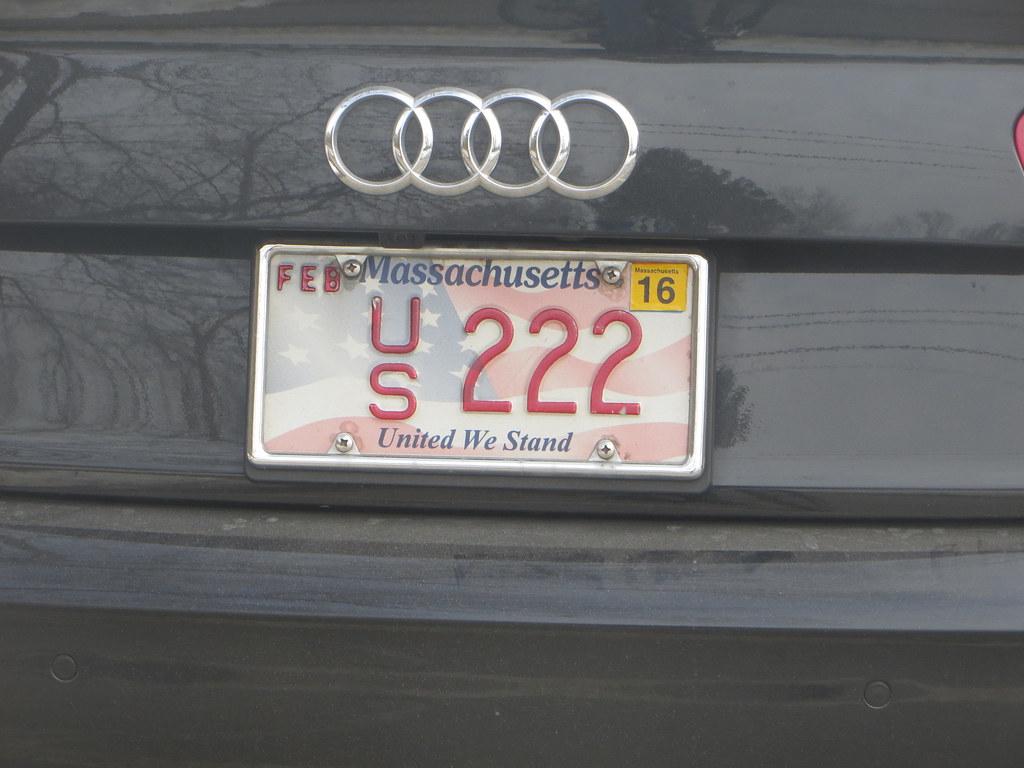 FEB Massachusetts
Massachusetts
16
US 222
United We Stand